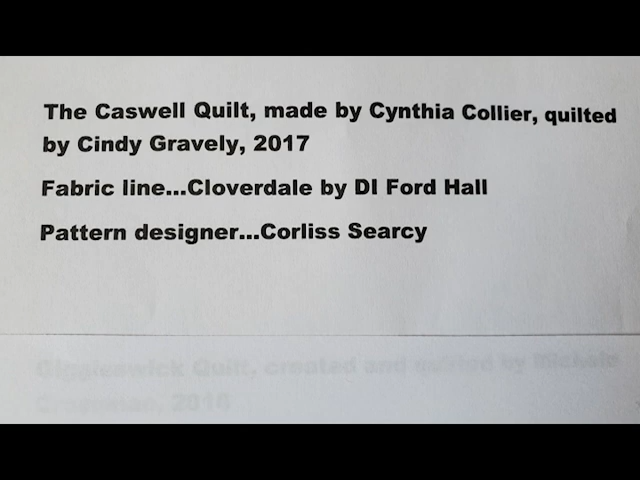 The Caswell Quilt, made by Cynthia Collier, quilted
by Cindy Gravely, 2017
Fabric line...Cloverdale by DI Ford Hall
Pattern designer...Corliss Searcy
Quilt, created and quilted by